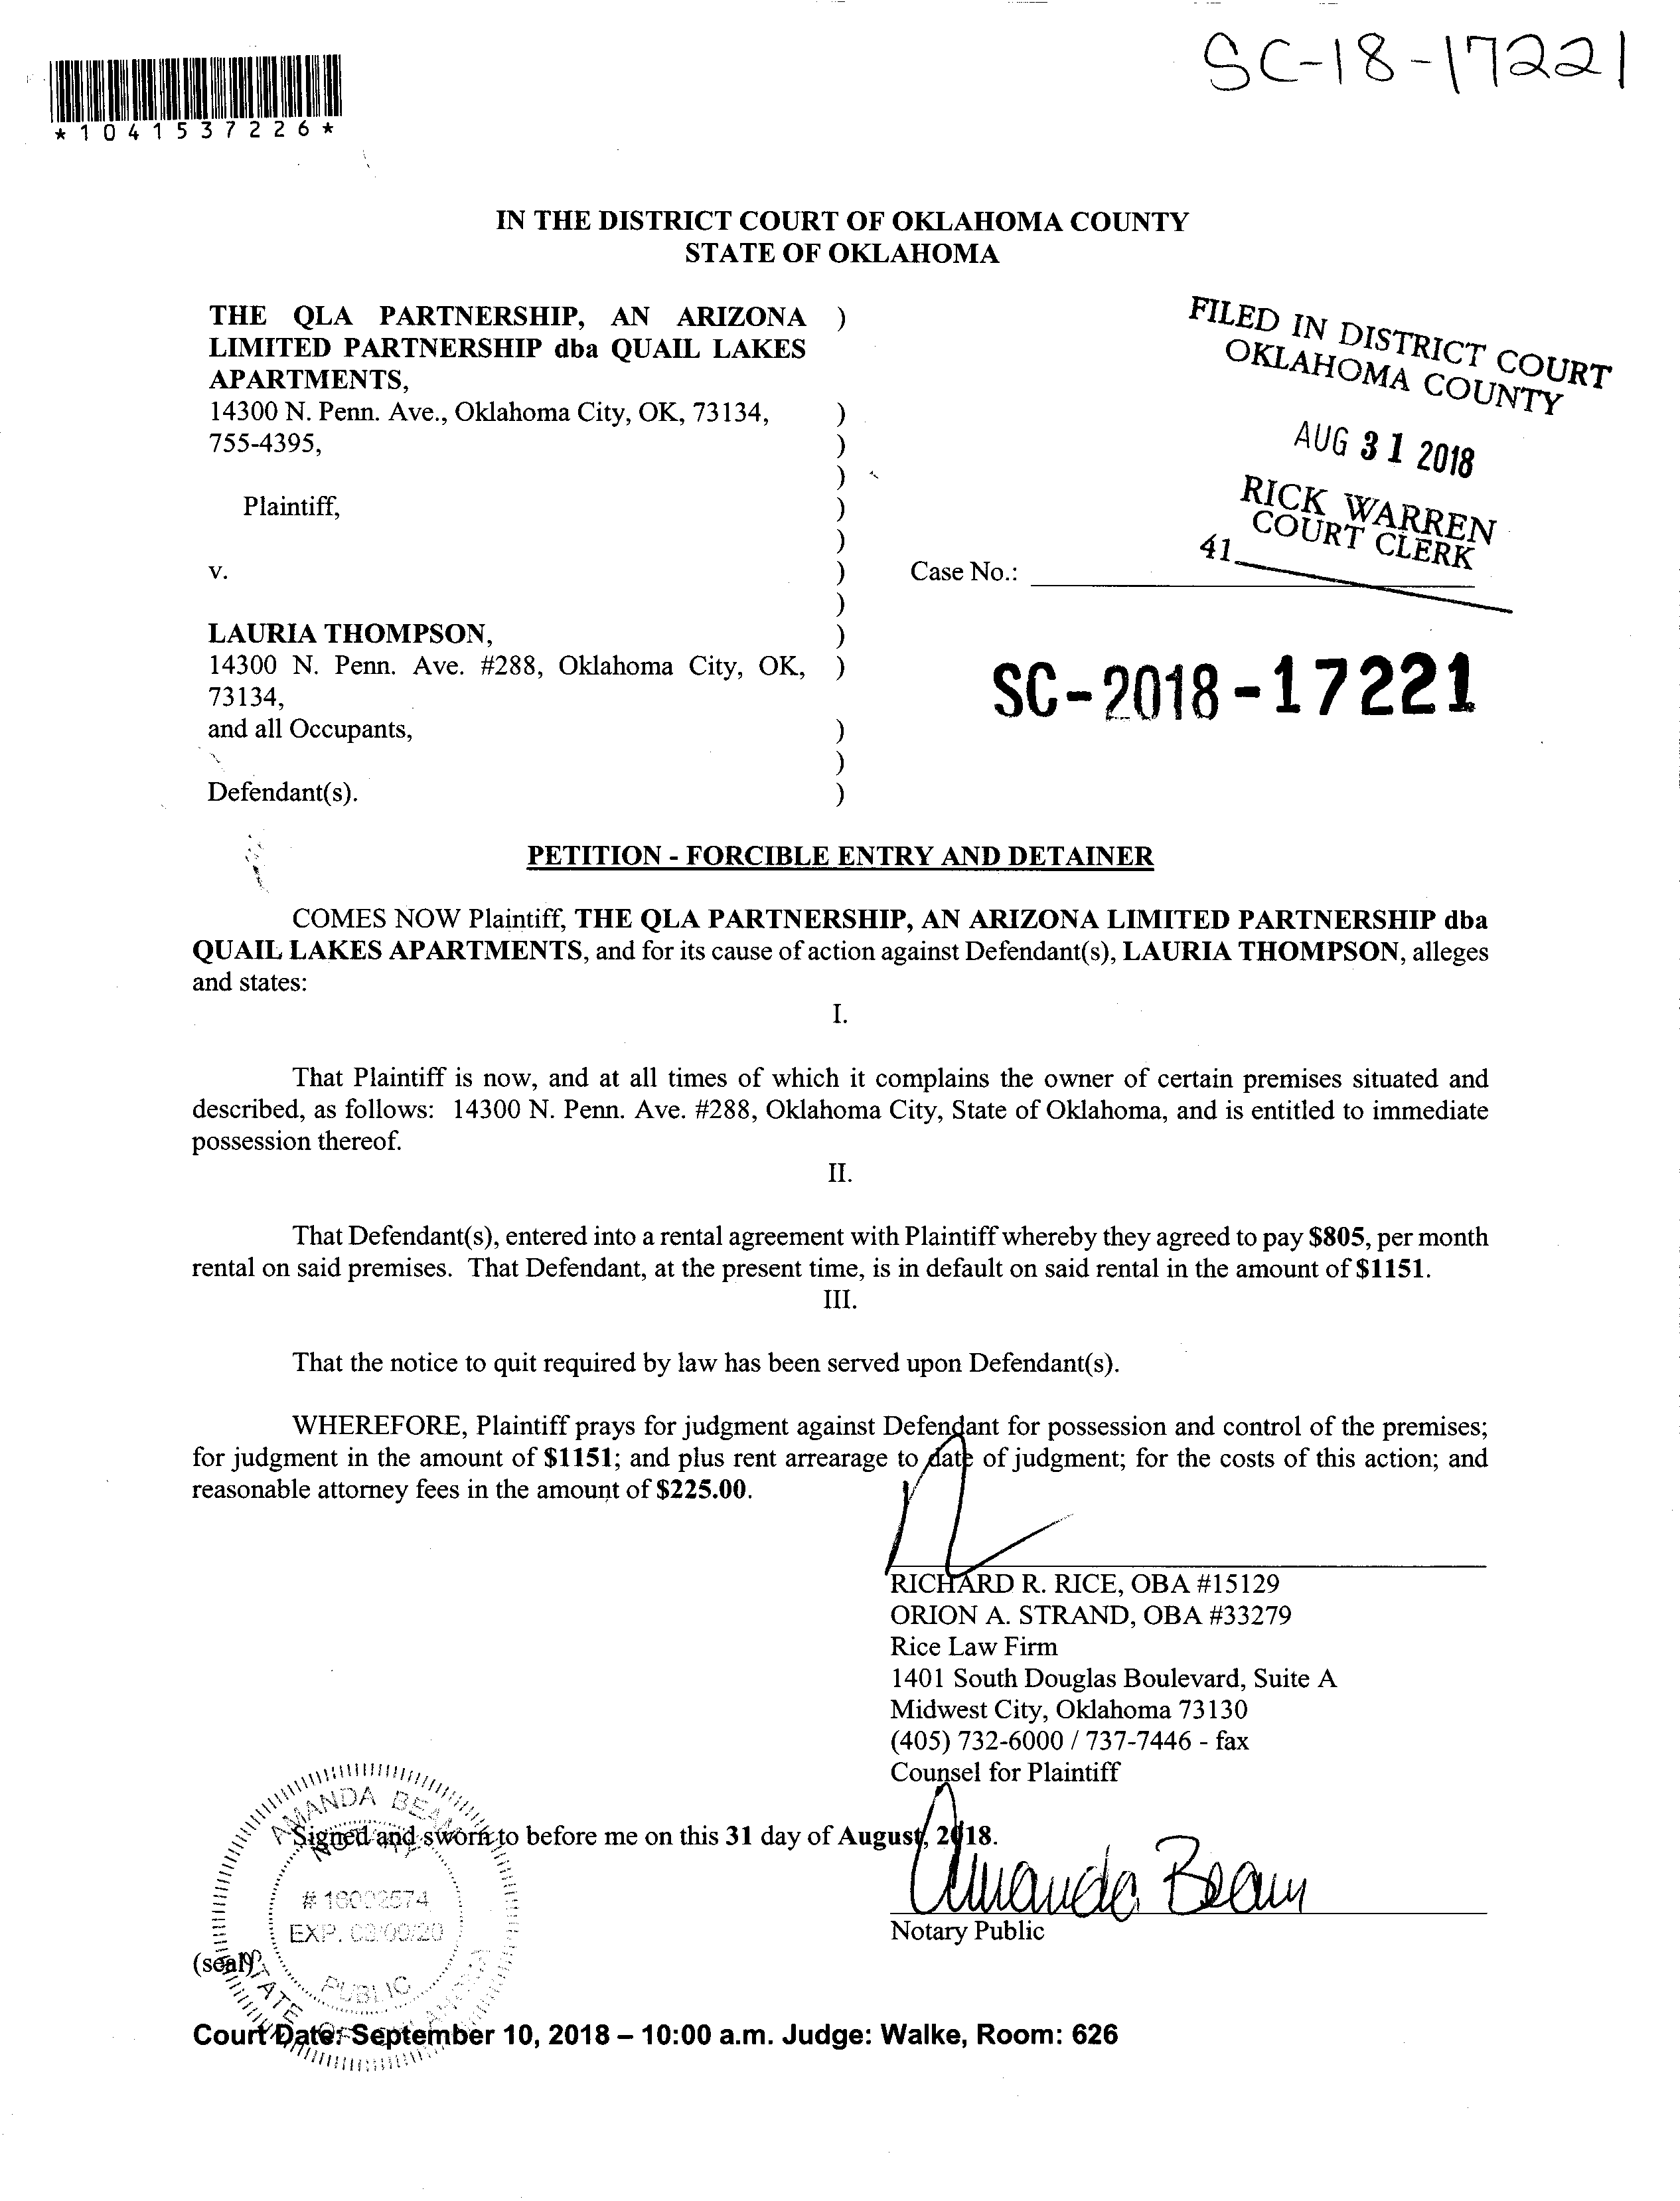 SC-18-17221
*1041537226*
IN THE DISTRICT COURT OF OKLAHOMA COUNTY
STATE OF OKLAHOMA
THE QLA PARTNERSHIP, AN ARIZONA )
LIMITED PARTNERSHIP dba QUAIL LAKES
APARTMENTS,
14300 N. Penn. Ave., Oklahoma City, OK, 73134, )
755-4395, )
)
Plaintiff, )
)
v. ) Case No.:
)
LAURIA THOMPSON, )
14300 N. Penn. Ave. #288, Oklahoma City, OK, )
73134,
and all Occupants, )
)
Defendant(s). )
FILED IN DISTRICT COURT
OKLAHOMA COUNTY
AUG 31 2018
RICK WARREN
COURT CLERK
41
SC-2018-17221
PETITION - FORCIBLE ENTRY AND DETAINER
COMES NOW Plaintiff, THE QLA PARTNERSHIP, AN ARIZONA LIMITED PARTNERSHIP dba
QUAIL LAKES APARTMENTS, and for its cause of action against Defendant(s), LAURIA THOMPSON, alleges
and states:
I.
That Plaintiff is now, and at all times of which it complains the owner of certain premises situated and
described, as follows: 14300 N. Penn. Ave. #288, Oklahoma City, State of Oklahoma, and is entitled to immediate
possession thereof.
II.
That Defendant(s), entered into a rental agreement with Plaintiff whereby they agreed to pay $805, per month
rental on said premises. That Defendant, at the present time, is in default on said rental in the amount of $1151.
III.
That the notice to quit required by law has been served upon Defendant(s).
WHEREFORE, Plaintiff prays for judgment against Defendant for possession and control of the premises;
for judgment in the amount of $1151; and plus rent arrearage to date of judgment; for the costs of this action; and
reasonable attorney fees in the amount of $225.00.
RICHARD R. RICE, OBA #15129
ORION A. STRAND, OBA #33279
Rice Law Firm
1401 South Douglas Boulevard, Suite A
Midwest City, Oklahoma 73130
(405) 732-6000 / 737-7446 - fax
Counsel for Plaintiff
Signed and sworn to before me on this 31 day of August, 2018.
Amanda Beam
Notary Public
(seal)
AMANDA BEAM
NOTARY
EXP.
PUBLIC
STATE OF OKLAHOMA
Court Date: September 10, 2018 – 10:00 a.m. Judge: Walke, Room: 626